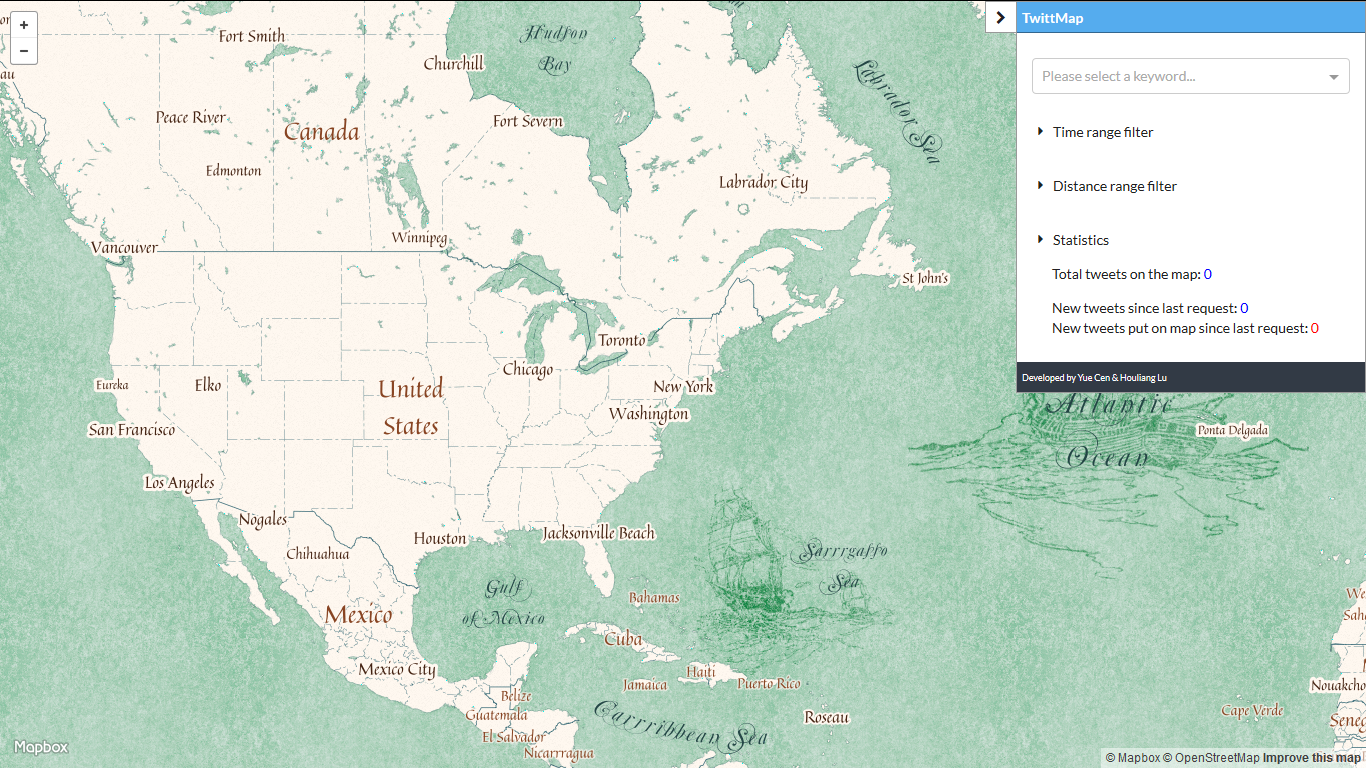 +
−
Hudson
Bay
Fort Smith
Churchill
Labrador Sea
Peace River
Canada
Fort Severn
Edmonton
Labrador City
Winnipeg
Vancouver
St John's
Toronto
Chicago
Eureka
Elko
United
States
New York
Washington
San Francisco
Los Angeles
Nogales
Houston
Jacksonville Beach
Chihuahua
Gulf
of Mexico
Sarrrgaffo
Sea
Bahamas
Mexico
Cuba
Mexico City
Haiti
Jamaica
Puerto Rico
Belize
Guatemala
Roseau
Carrribbean Sea
El Salvador
Nicarrragua
Atlantic
Ocean
Ponta Delgada
We
Saha
Nouakcho
Cape Verde
Seneg
Mapbox
TwittMap
Please select a keyword...
Time range filter
Distance range filter
Statistics
Total tweets on the map: 0
New tweets since last request: 0
New tweets put on map since last request: 0
Developed by Yue Cen & Houliang Lu
© Mapbox © OpenStreetMap Improve this map